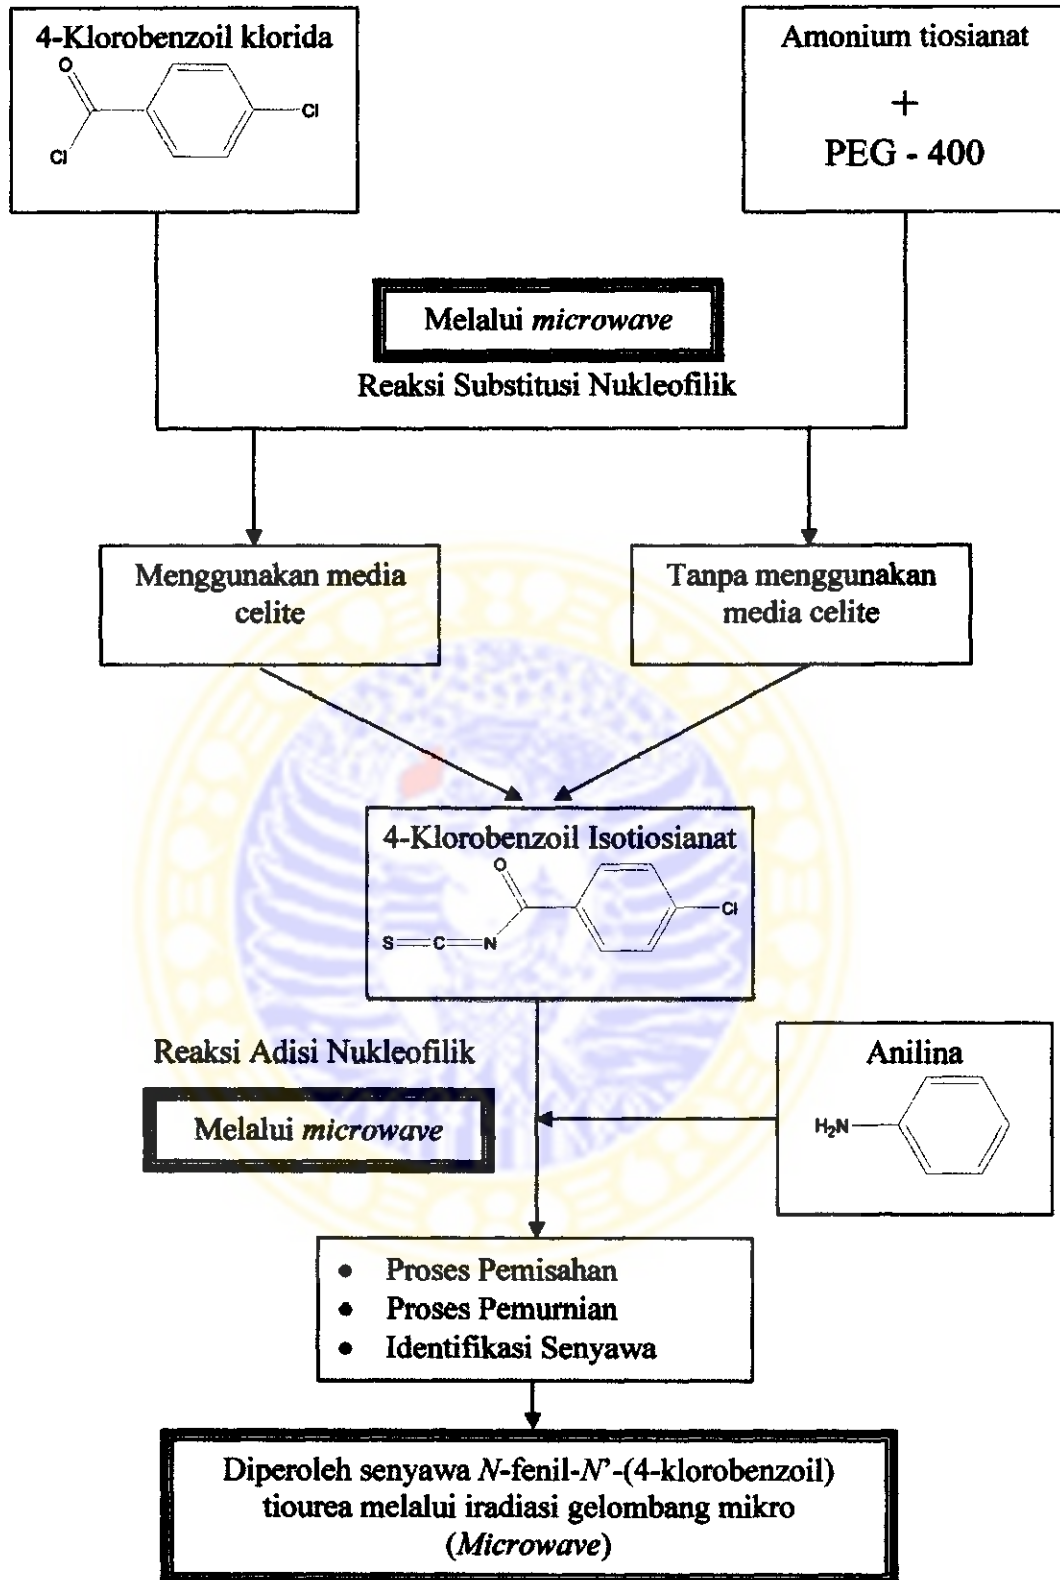 4-Klorobenzoil klorida
O
Cl
Cl
Amonium tiosianat
+
PEG - 400
Melalui microwave
Reaksi Substitusi Nukleofilik
Menggunakan media
celite
Tanpa menggunakan
media celite
4-Klorobenzoil Isotiosianat
O
Cl
S C N
Reaksi Adisi Nukleofilik
Melalui microwave
Anilina
H₂N
• Proses Pemisahan
• Proses Pemurnian
• Identifikasi Senyawa
Diperoleh senyawa N-fenil-N'-(4-klorobenzoil)
tiourea melalui iradiasi gelombang mikro
(Microwave)